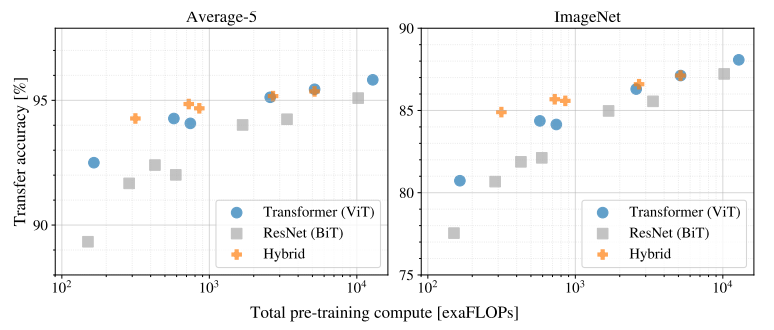 Average-5
ImageNet
Transfer accuracy [%]
95
90
90
85
80
75
Transformer (ViT)
ResNet (BiT)
Hybrid
Transformer (ViT)
ResNet (BiT)
Hybrid
10²
10³
10⁴
10²
10³
10⁴
Total pre-training compute [exaFLOPs]